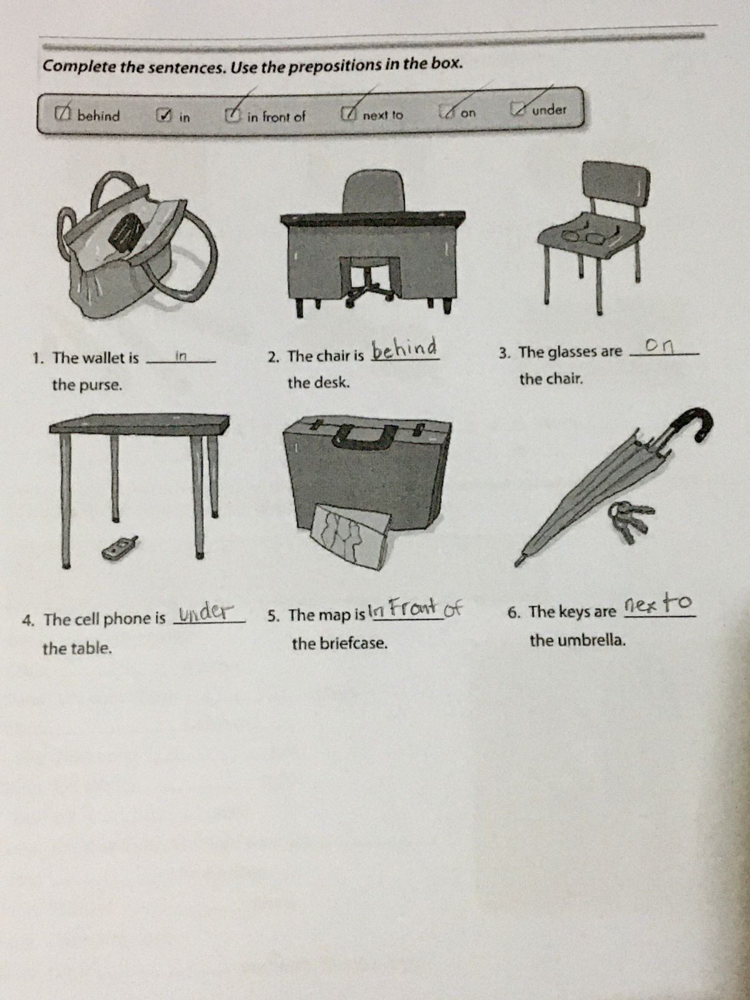 Complete the sentences. Use the prepositions in the box.
behind in in front of next to on under
1. The wallet is in
the purse.
2. The chair is behind
the desk.
3. The glasses are on
the chair.
4. The cell phone is under
the table.
5. The map is In Front of
the briefcase.
6. The keys are nex to
the umbrella.